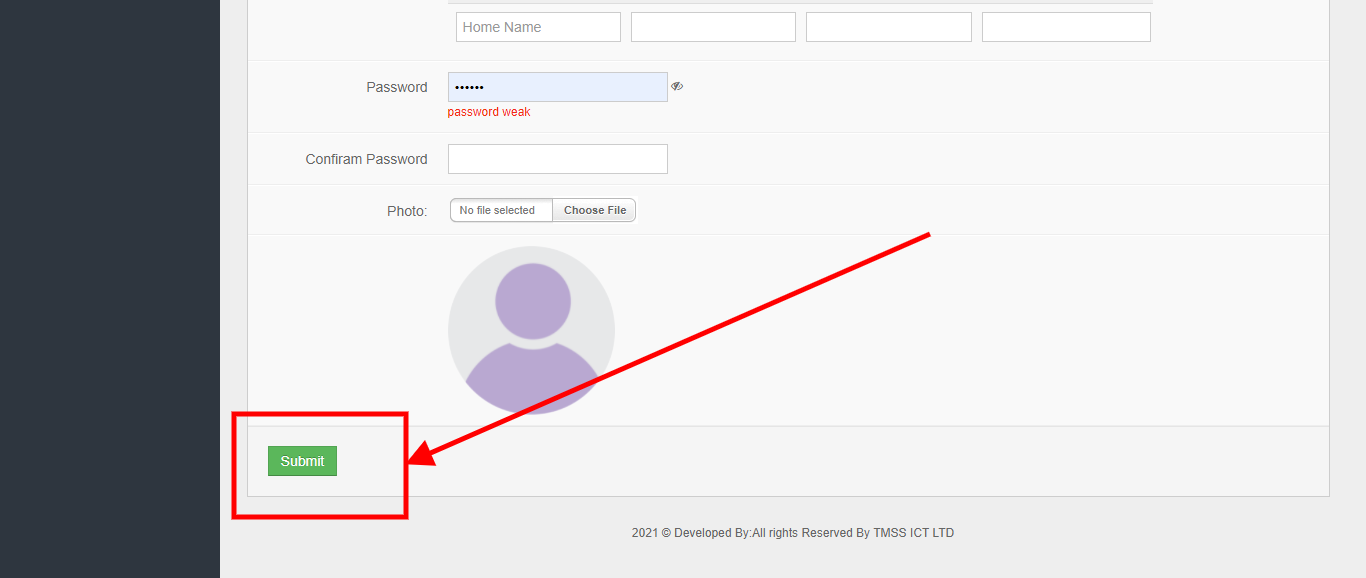 Home Name
Password ••••••
password weak
Confiram Password
Photo: No file selected Choose File
Submit
2021 © Developed By:All rights Reserved By TMSS ICT LTD